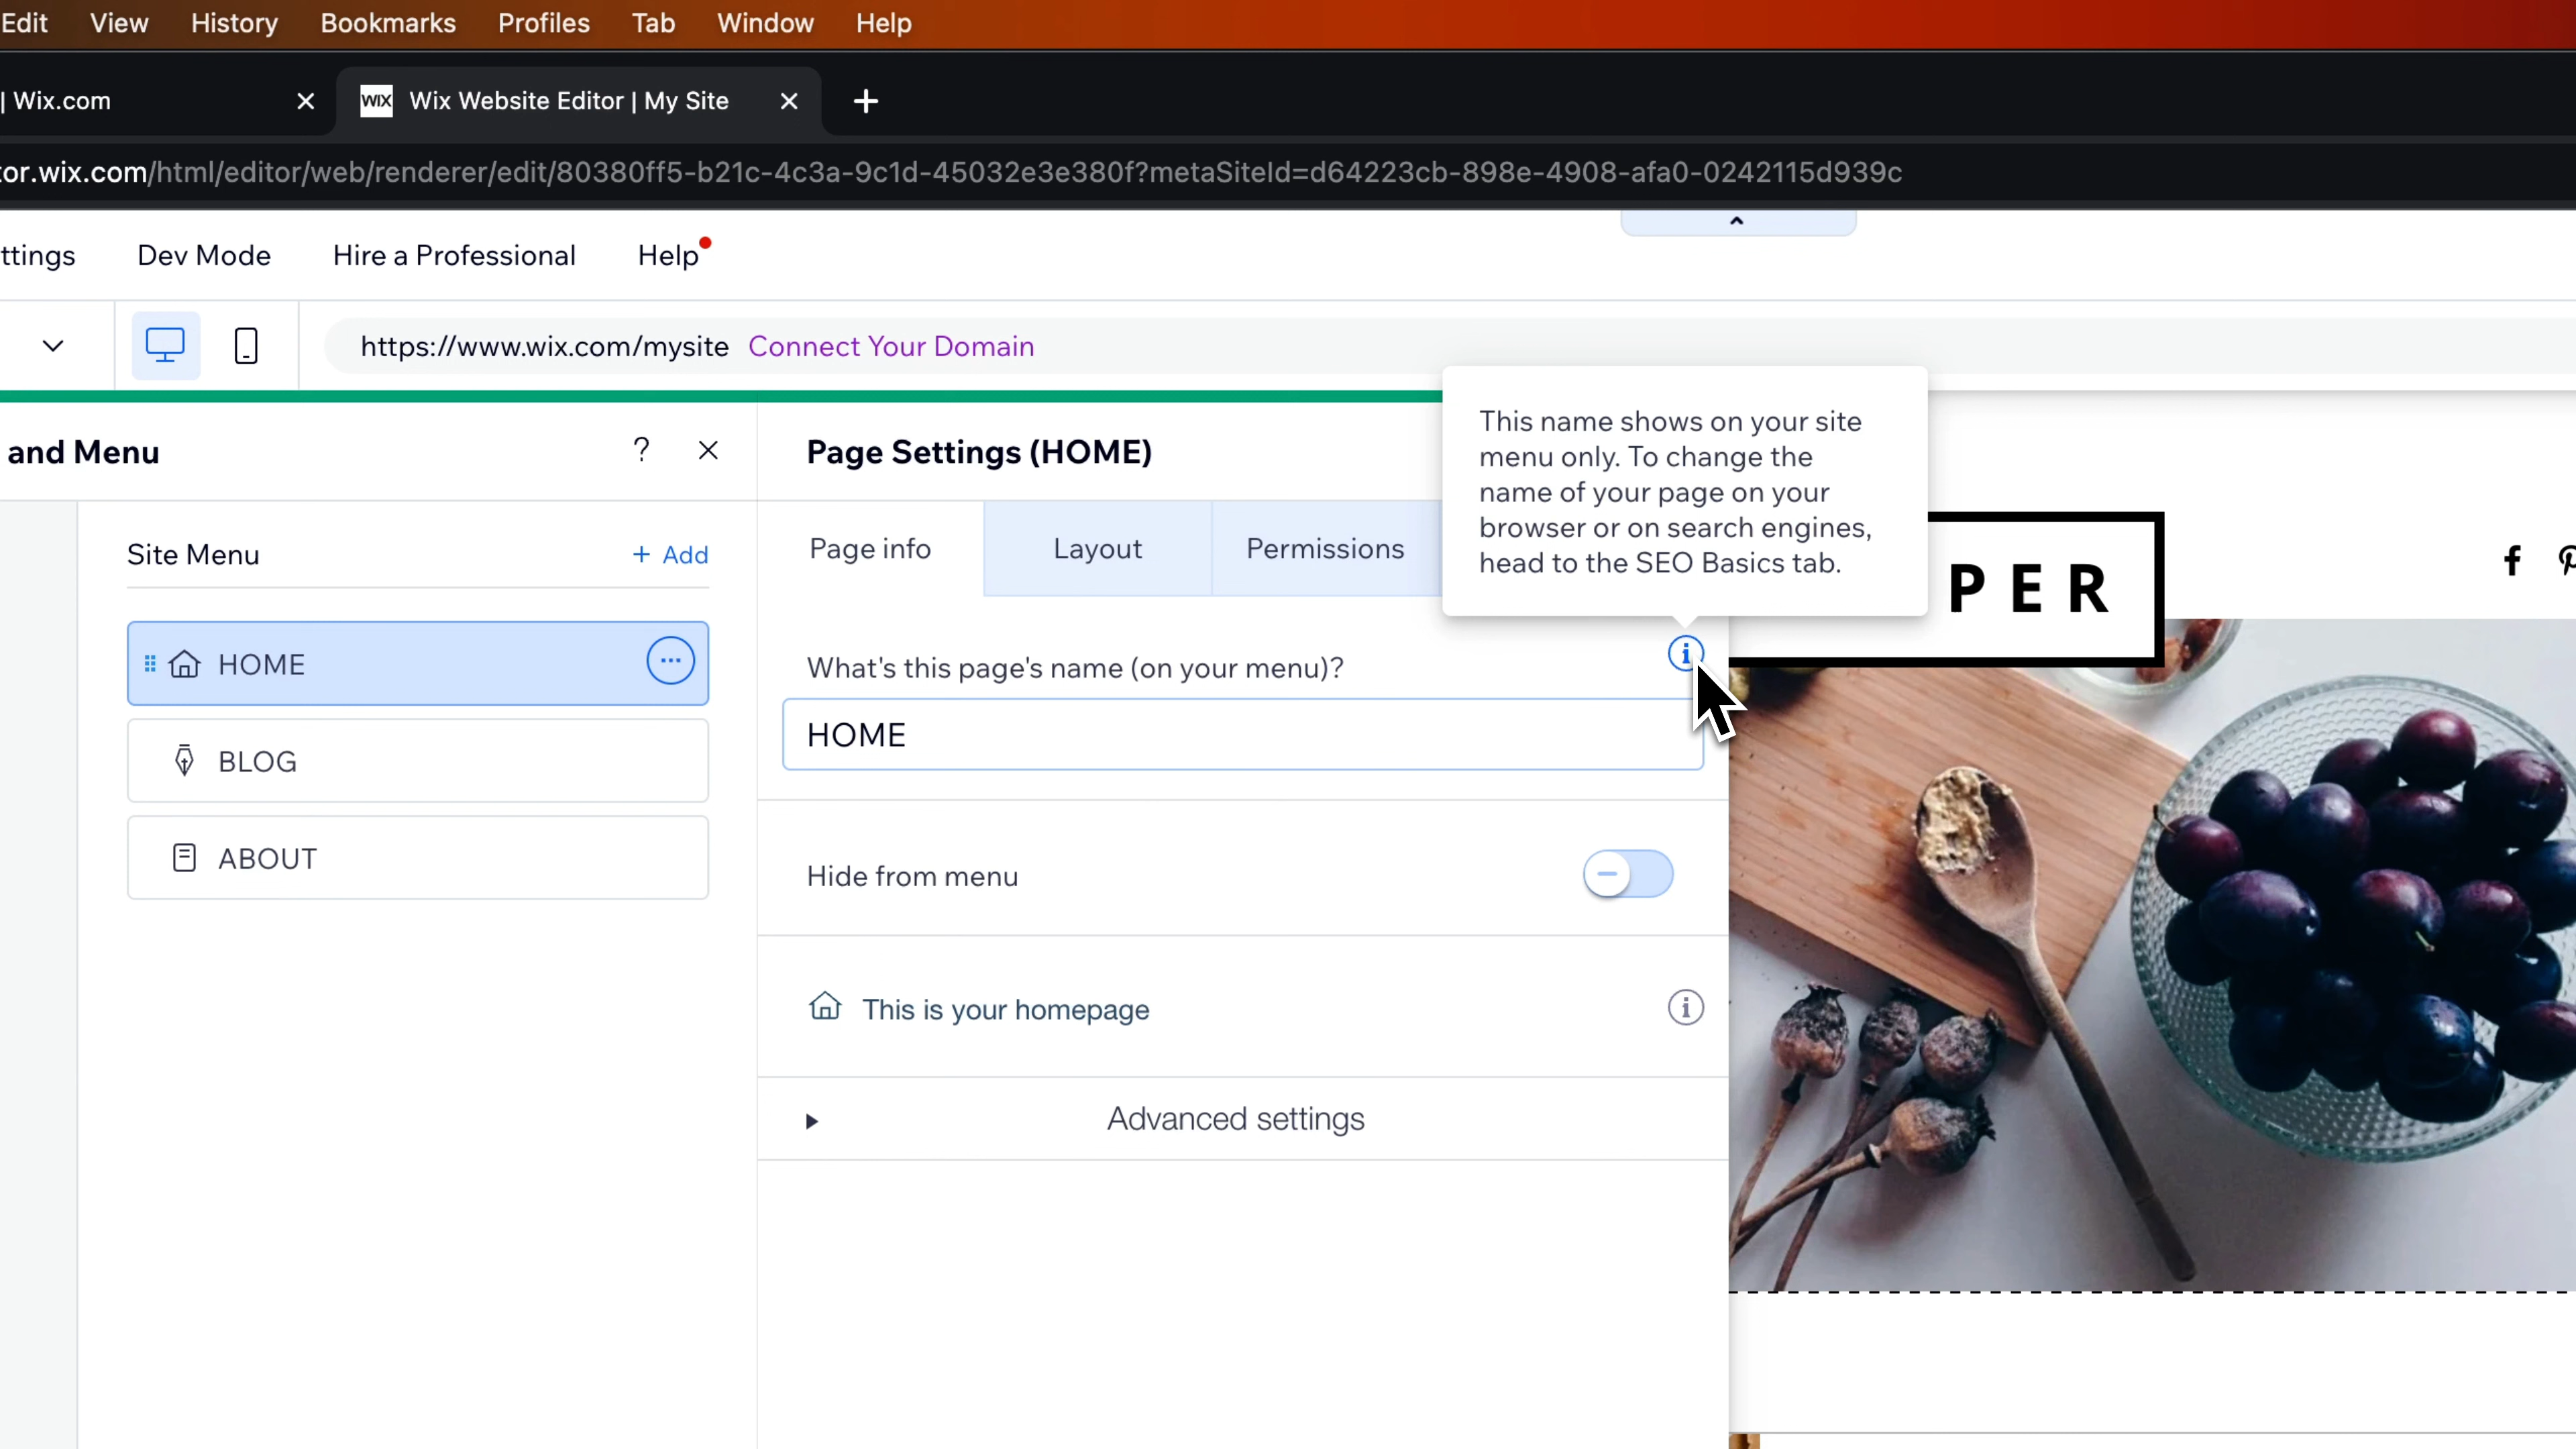 Edit View History Bookmarks Profiles Tab Window Help
| Wix.com
WIX Wix Website Editor | My Site
or.wix.com/html/editor/web/renderer/edit/80380ff5-b21c-4c3a-9c1d-45032e3e380f?metaSiteId=d64223cb-898e-4908-afa0-0242115d939c
ttings Dev Mode Hire a Professional Help
https://www.wix.com/mysite Connect Your Domain
and Menu ?
Page Settings (HOME)
This name shows on your site
menu only. To change the
name of your page on your
browser or on search engines,
head to the SEO Basics tab.
Site Menu + Add
Page info Layout Permissions
PER
HOME
BLOG
ABOUT
What's this page's name (on your menu)?
HOME
Hide from menu
This is your homepage
Advanced settings